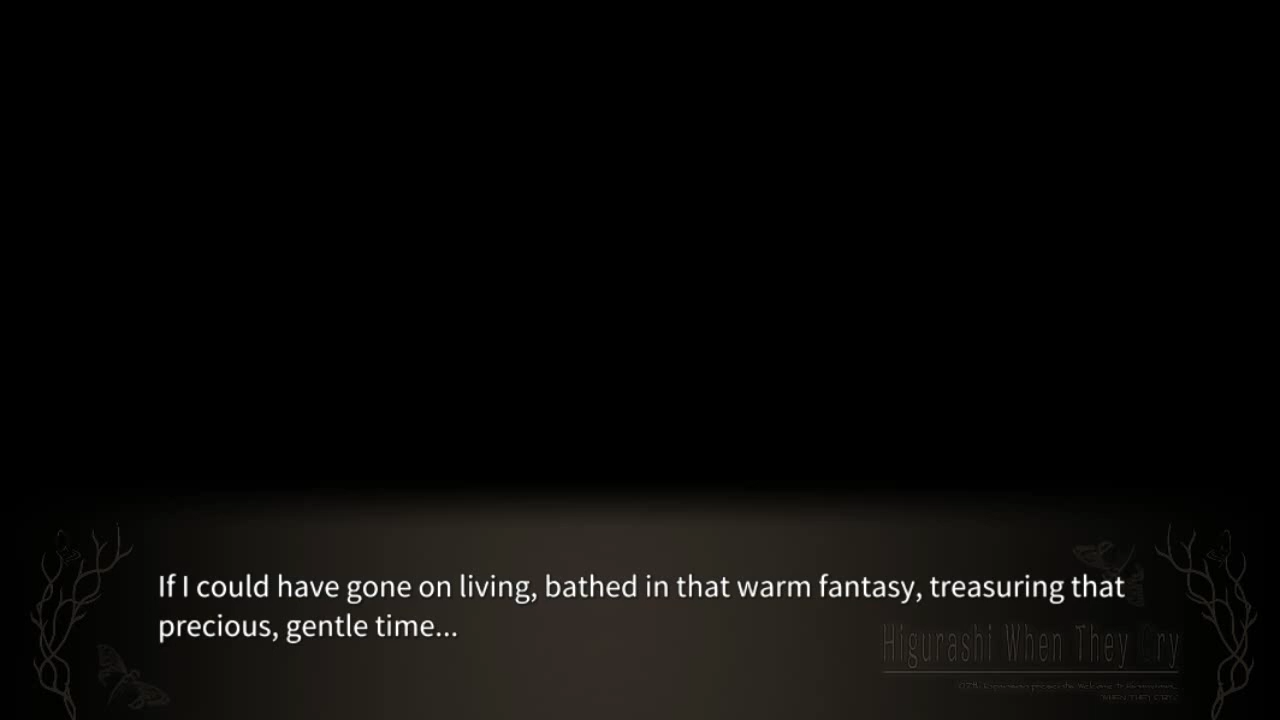 If I could have gone on living, bathed in that warm fantasy, treasuring that
precious, gentle time...
Higurashi When They Cry